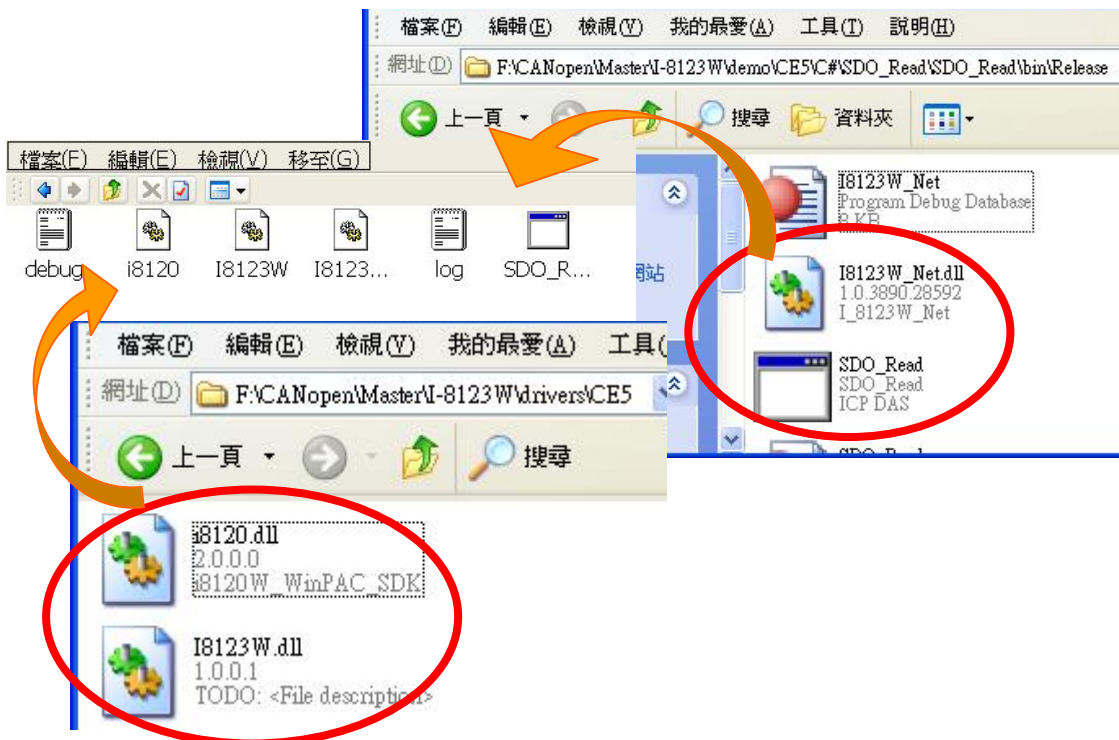 檔案(F) 編輯(E) 檢視(V) 我的最愛(A) 工具(T) 說明(H)
網址(D) F:\CANopen\Master\I-8123W\demo\CE5\C#\SDO_Read\SDO_Read\bin\Release
上一頁 搜尋 資料夾
I8123W_Net
Program Debug Database
8 KB
I8123W_Net.dll
1.0.3890.28592
I_8123W_Net
SDO_Read
SDO_Read
ICP DAS
SDO_Read
網站
檔案(F) 編輯(E) 檢視(V) 移至(G)
debug i8120 I8123W I8123... log SDO_R...
檔案(F) 編輯(E) 檢視(V) 我的最愛(A) 工具(
網址(D) F:\CANopen\Master\I-8123W\drivers\CE5
上一頁 搜尋
i8120.dll
2.0.0.0
i8120W_WinPAC_SDK
I8123W.dll
1.0.0.1
TODO: <File description>